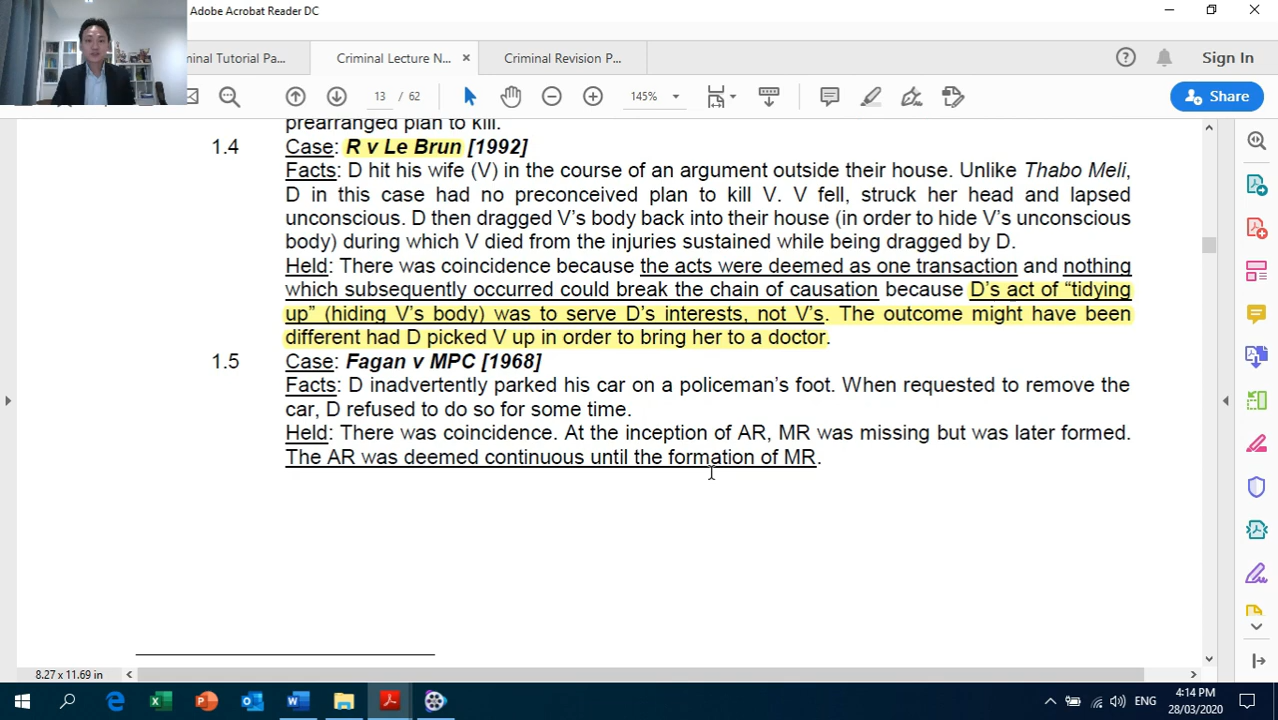 Adobe Acrobat Reader DC
minal Tutorial Pa...
Criminal Lecture N...
Criminal Revision P...
Sign In
13 / 62
145%
Share
prearranged plan to kill.
1.4 Case: R v Le Brun [1992]
Facts: D hit his wife (V) in the course of an argument outside their house. Unlike Thabo Meli,
D in this case had no preconceived plan to kill V. V fell, struck her head and lapsed
unconscious. D then dragged V's body back into their house (in order to hide V's unconscious
body) during which V died from the injuries sustained while being dragged by D.
Held: There was coincidence because the acts were deemed as one transaction and nothing
which subsequently occurred could break the chain of causation because D's act of “tidying
up” (hiding V's body) was to serve D's interests, not V's. The outcome might have been
different had D picked V up in order to bring her to a doctor.
1.5 Case: Fagan v MPC [1968]
Facts: D inadvertently parked his car on a policeman's foot. When requested to remove the
car, D refused to do so for some time.
Held: There was coincidence. At the inception of AR, MR was missing but was later formed.
The AR was deemed continuous until the formation of MR.
8.27 x 11.69 in
ENG
4:14 PM
28/03/2020